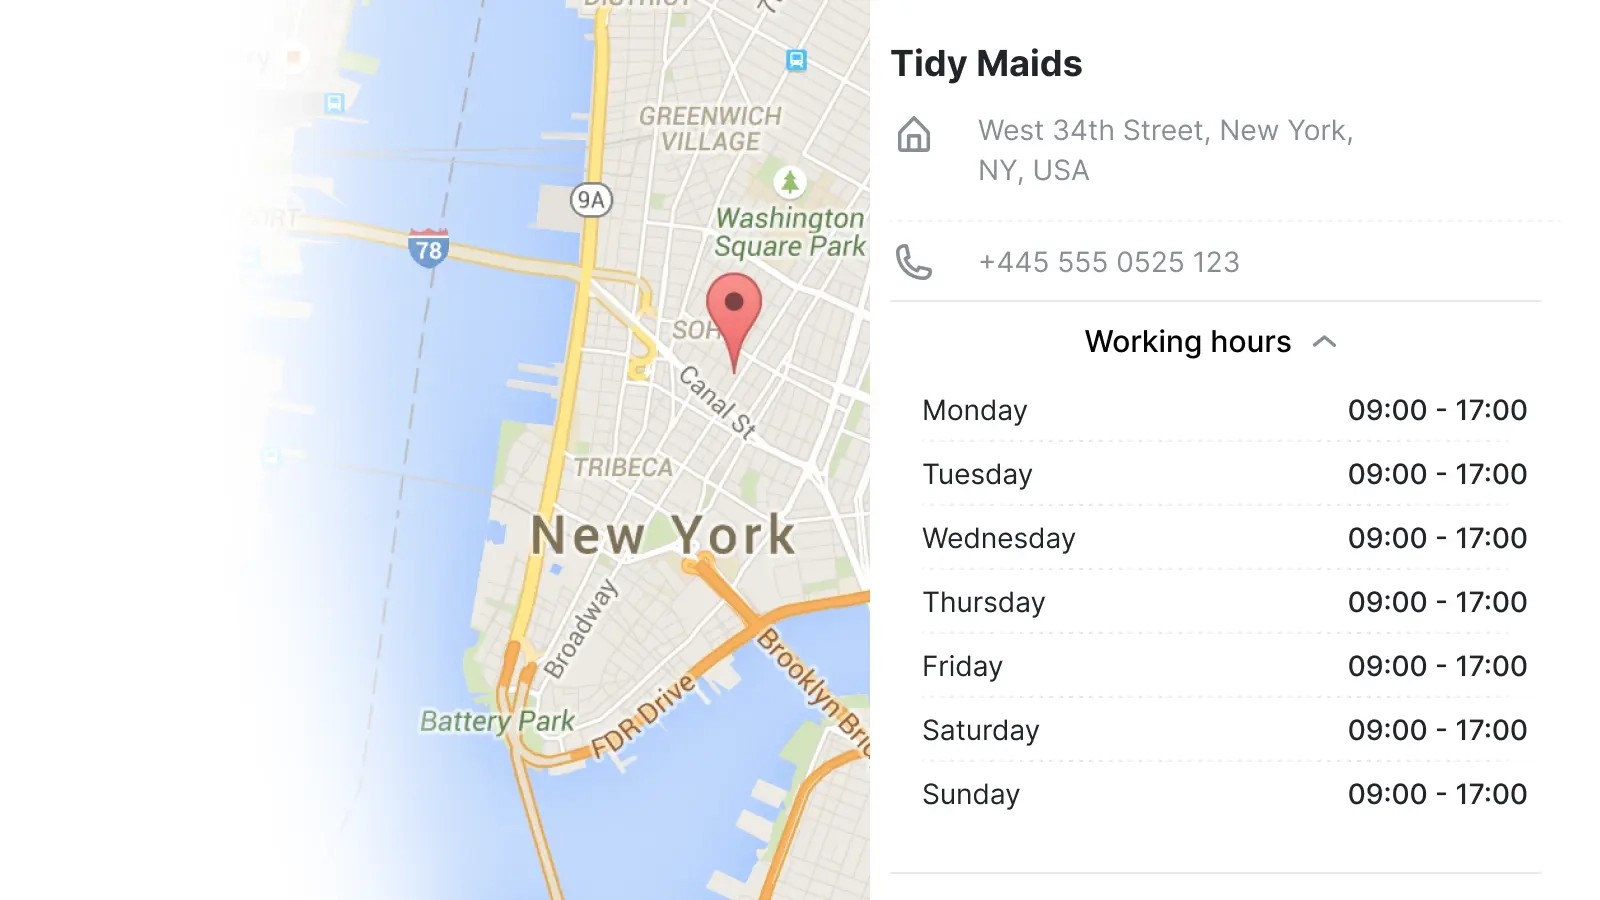 DISTRICT
GREENWICH
VILLAGE
9A
Washington
Square Park
78
SOH
Canal St
TRIBECA
New York
Broadway
Brooklyn Bri
FDR Drive
Battery Park
Tidy Maids
West 34th Street, New York,
NY, USA
+445 555 0525 123
Working hours
Monday 09:00 - 17:00
Tuesday 09:00 - 17:00
Wednesday 09:00 - 17:00
Thursday 09:00 - 17:00
Friday 09:00 - 17:00
Saturday 09:00 - 17:00
Sunday 09:00 - 17:00